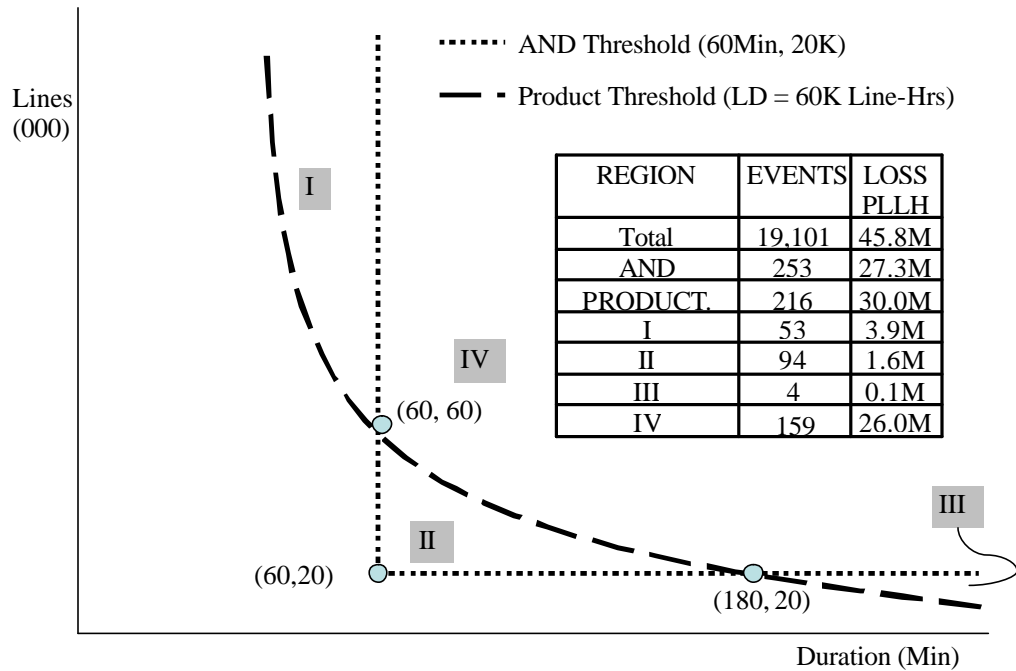 AND Threshold (60Min, 20K)
Product Threshold (LD = 60K Line-Hrs)
Lines
(000)
REGION EVENTS LOSS
PLLH
Total 19,101 45.8M
AND 253 27.3M
PRODUCT. 216 30.0M
I 53 3.9M
II 94 1.6M
III 4 0.1M
IV 159 26.0M
I
IV
(60, 60)
III
II
(60,20)
(180, 20)
Duration (Min)